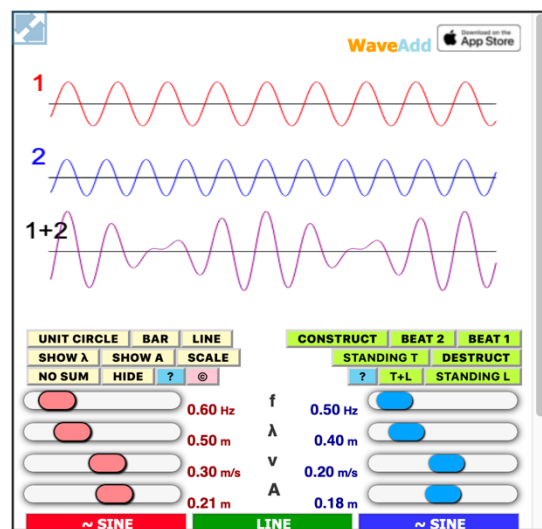 WaveAdd
Download on the
App Store
1
2
1+2
UNIT CIRCLE BAR LINE CONSTRUCT BEAT 2 BEAT 1
SHOW λ SHOW A SCALE STANDING T DESTRUCT
NO SUM HIDE ? © ? T+L STANDING L
0.60 Hz f 0.50 Hz
0.50 m λ 0.40 m
0.30 m/s v 0.20 m/s
0.21 m A 0.18 m
~ SINE LINE ~ SINE